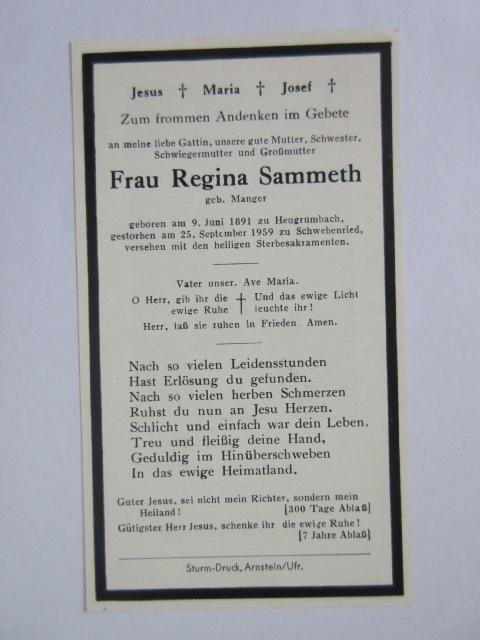 Jesus † Maria † Josef †
Zum frommen Andenken im Gebete
an meine liebe Gattin, unsere gute Mutter, Schwester,
Schwiegermutter und Großmutter
Frau Regina Sammeth
geb. Manger
geboren am 9. Juni 1891 zu Heugrumbach,
gestorben am 25. September 1959 zu Schwebenried,
versehen mit den heiligen Sterbesakramenten.
Vater unser. Ave Maria.
O Herr, gib ihr die † Und das ewige Licht
ewige Ruhe † leuchte ihr!
Herr, laß sie ruhen in Frieden. Amen.
Nach so vielen Leidensstunden
Hast Erlösung du gefunden.
Nach so vielen herben Schmerzen
Ruhst du nun an Jesu Herzen.
Schlicht und einfach war dein Leben.
Treu und fleißig deine Hand,
Geduldig im Hinüberschweben
In das ewige Heimatland.
Guter Jesus, sei nicht mein Richter, sondern mein
Heiland! [300 Tage Ablaß]
Gütigster Herr Jesus, schenke ihr die ewige Ruhe!
[7 Jahre Ablaß]
Sturm-Druck, Arnstein/Ufr.